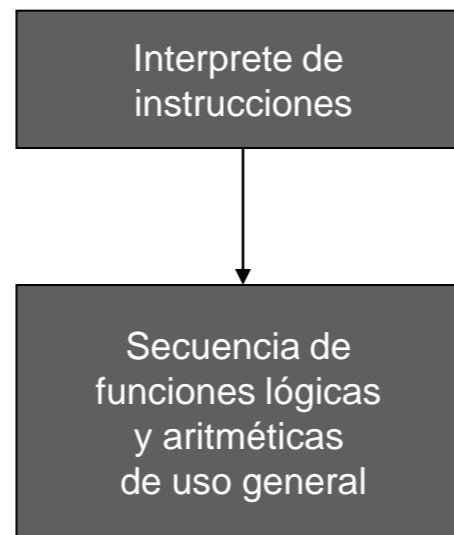 Interprete de
instrucciones
Secuencia de
funciones lógicas
y aritméticas
de uso general